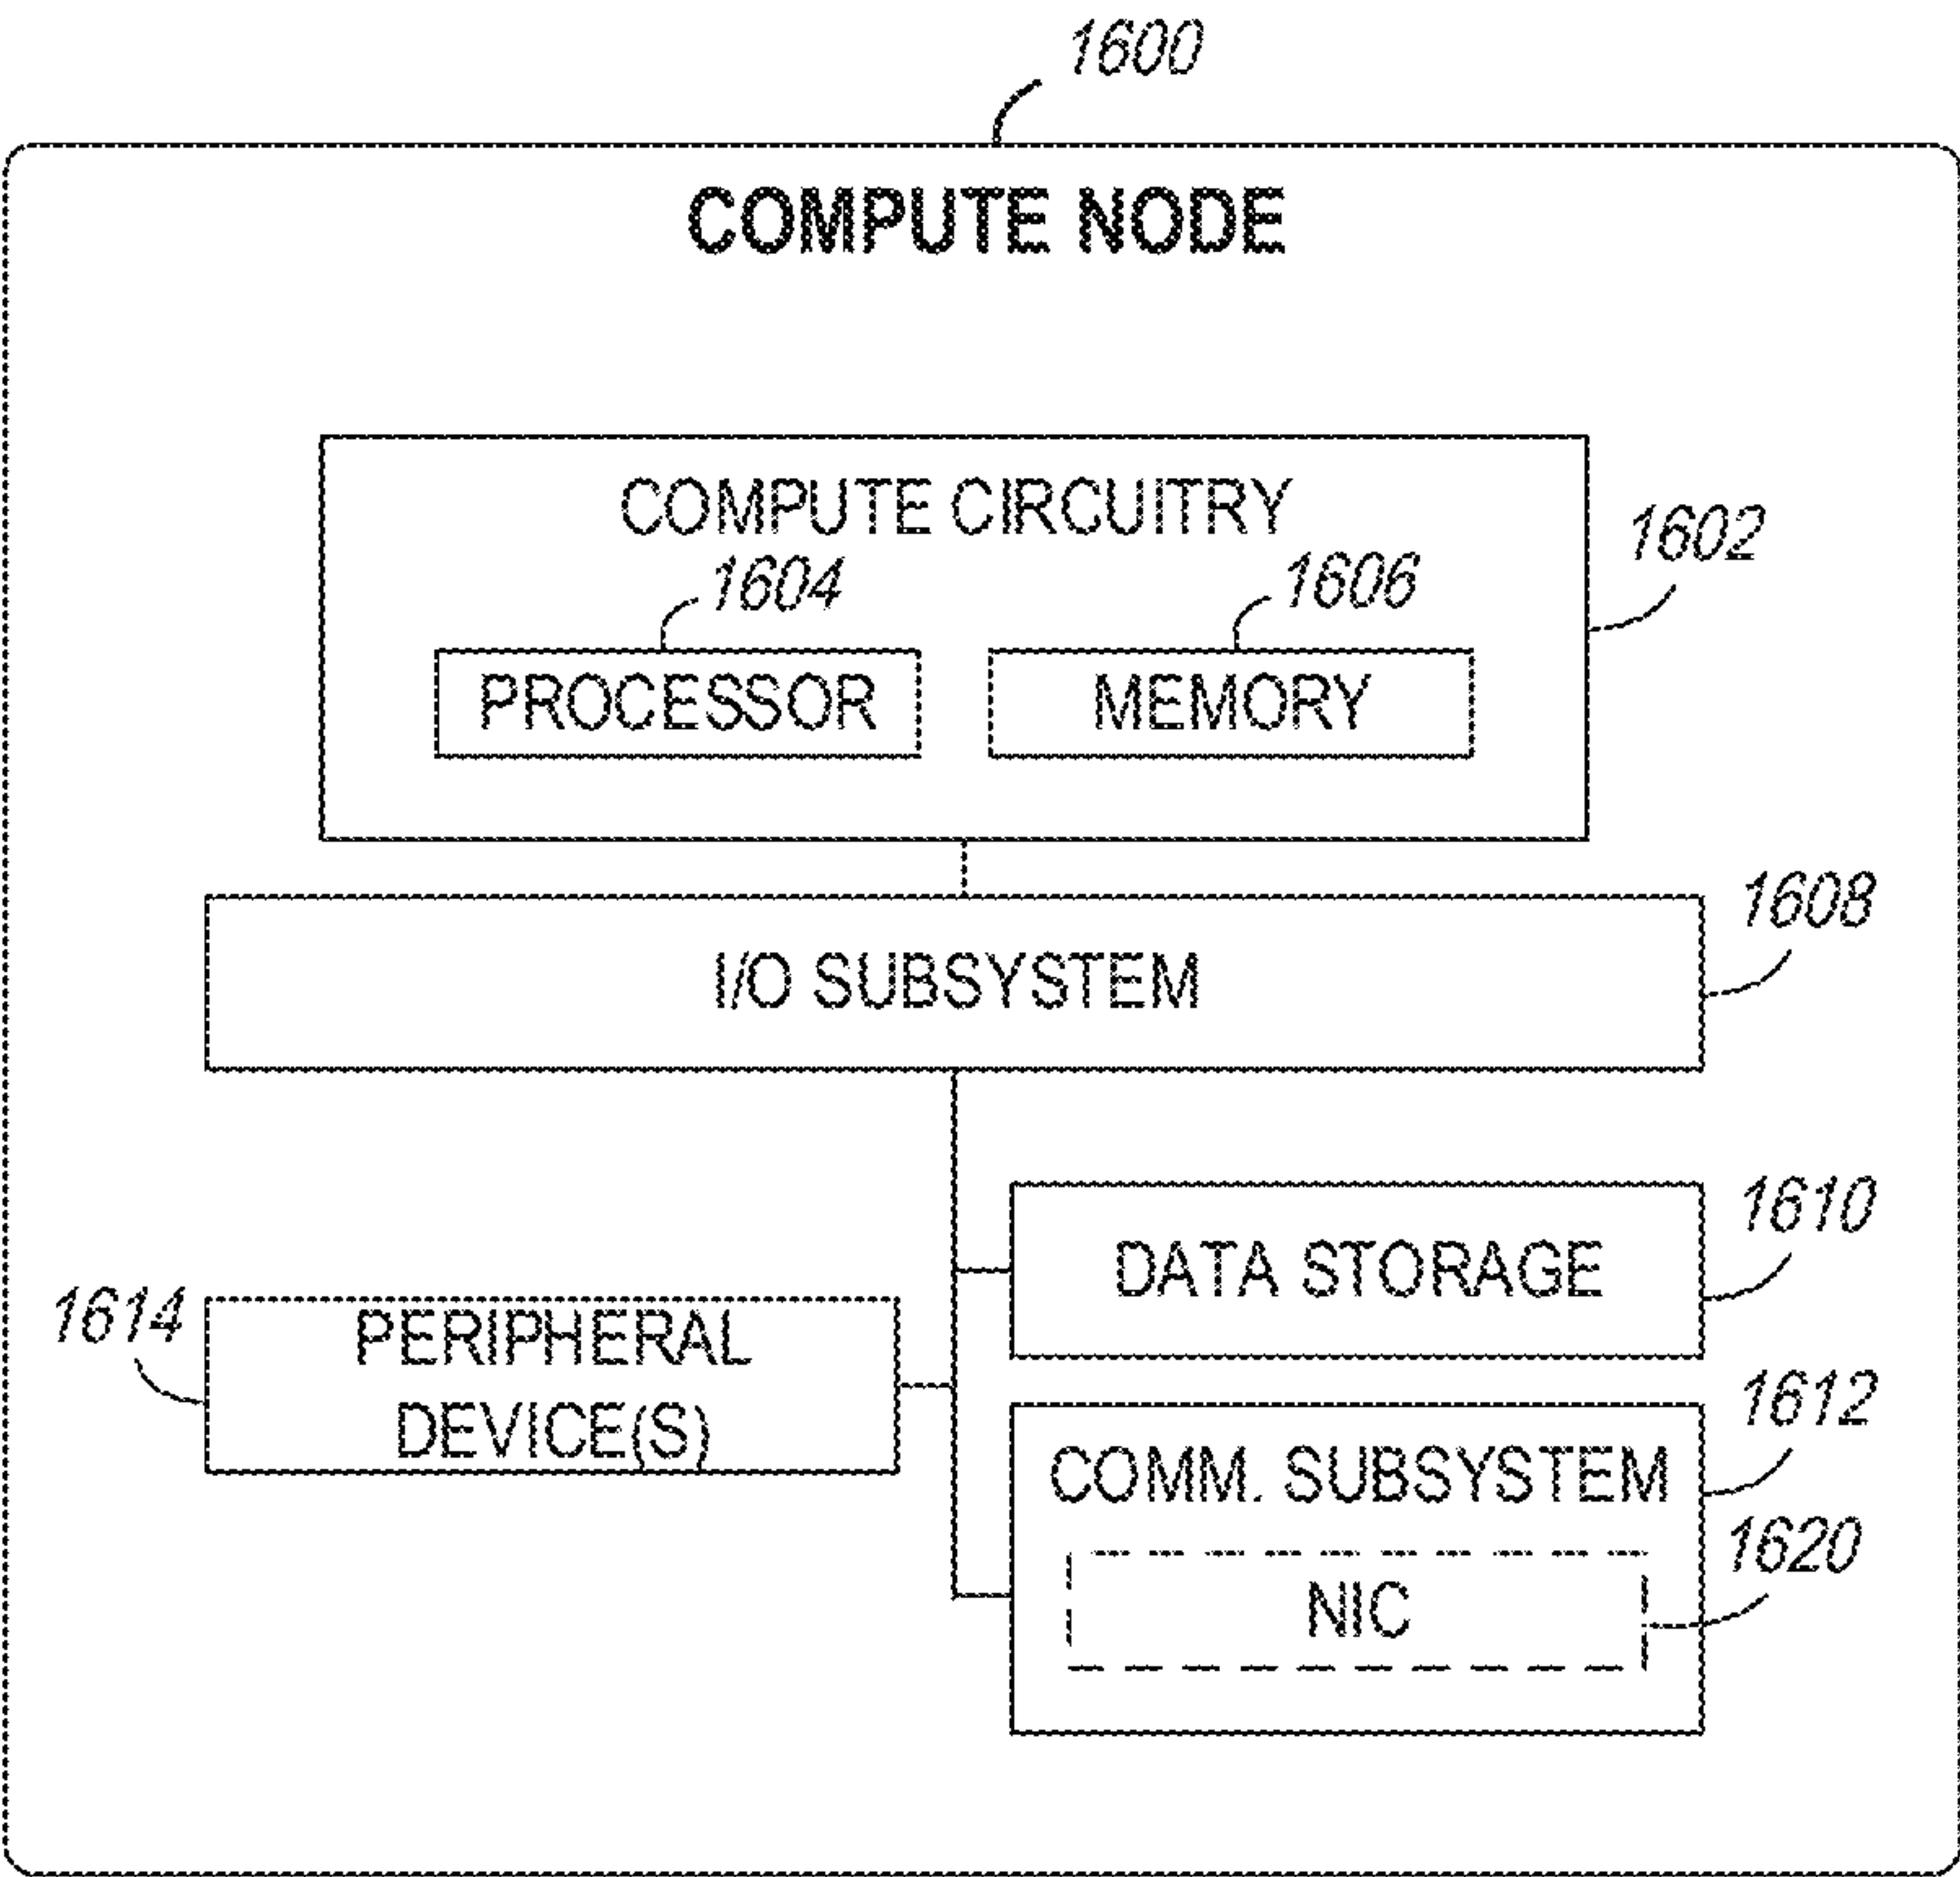 1600
COMPUTE NODE
COMPUTE CIRCUITRY
1602
1604
1606
PROCESSOR
MEMORY
1608
I/O SUBSYSTEM
1610
DATA STORAGE
1614
PERIPHERAL
DEVICE(S)
1612
COMM. SUBSYSTEM
1620
NIC